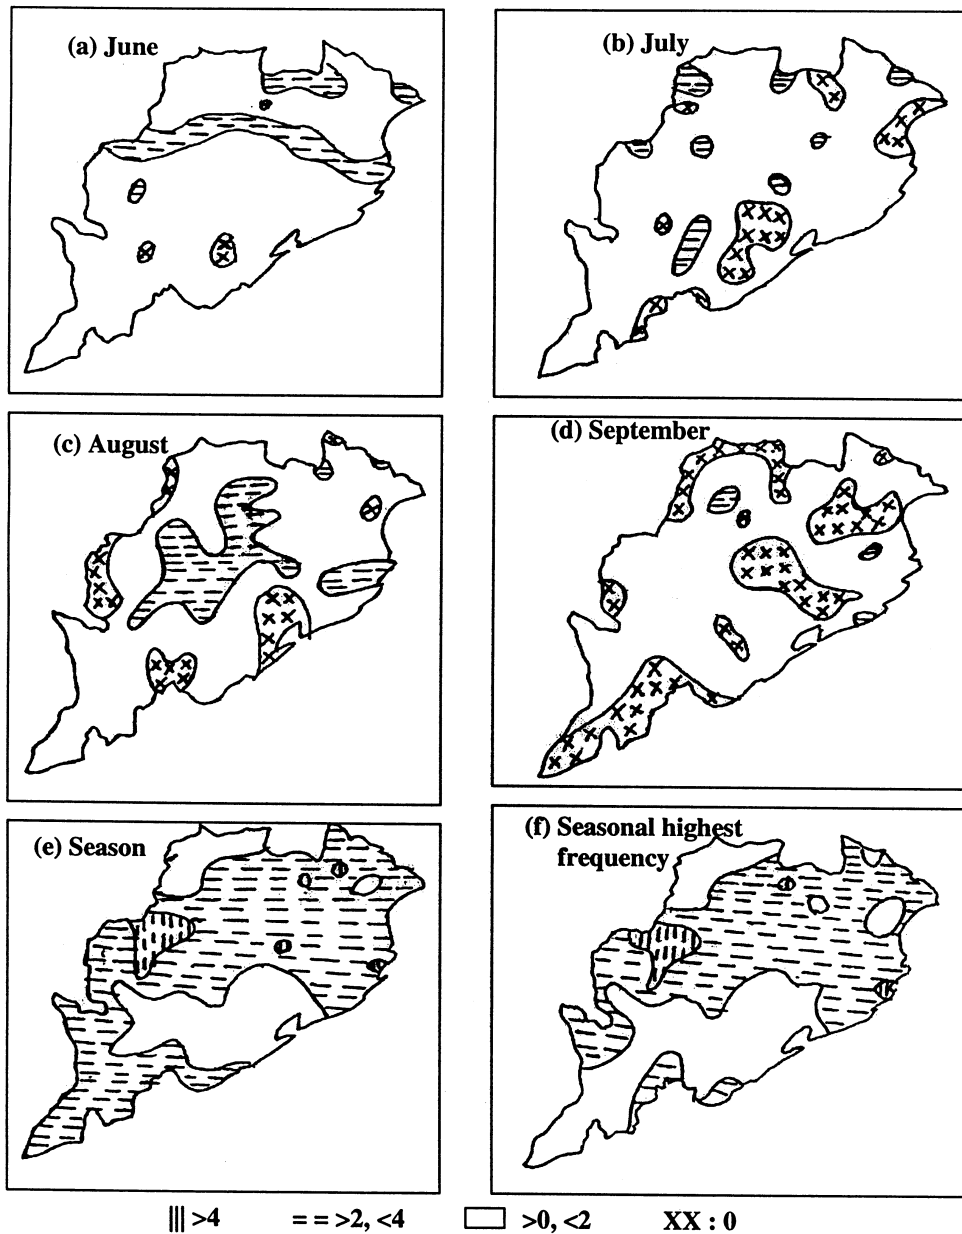 (a) June
(b) July
(c) August
(d) September
(e) Season
(f) Seasonal highest
frequency
||| >4 = = >2, <4 >0, <2 XX : 0